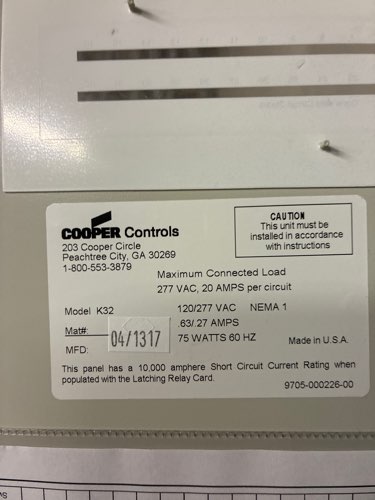 COOPER Controls
203 Cooper Circle
Peachtree City, GA 30269
1-800-553-3879
CAUTION
This unit must be
installed in accordance
with instructions
Maximum Connected Load
277 VAC, 20 AMPS per circuit
Model K32 120/277 VAC NEMA 1
Mat#: .63/.27 AMPS
04/1317 75 WATTS 60 HZ Made in U.S.A.
MFD:
This panel has a 10,000 amphere Short Circuit Current Rating when
populated with the Latching Relay Card.
9705-000226-00